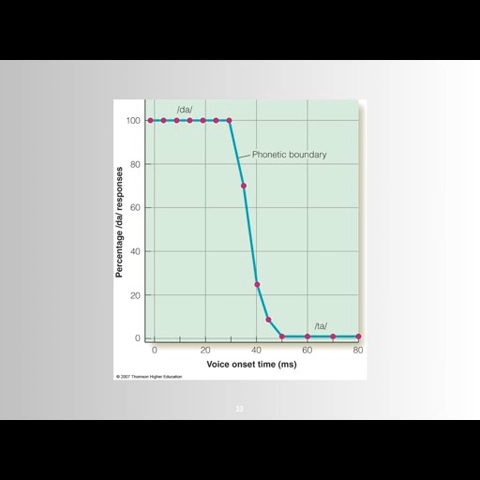 /da/
100
Phonetic boundary
80
60
40
20
0
/ta/
0 20 40 60 80
Percentage /da/ responses
Voice onset time (ms)
© 2007 Thomson Higher Education
23